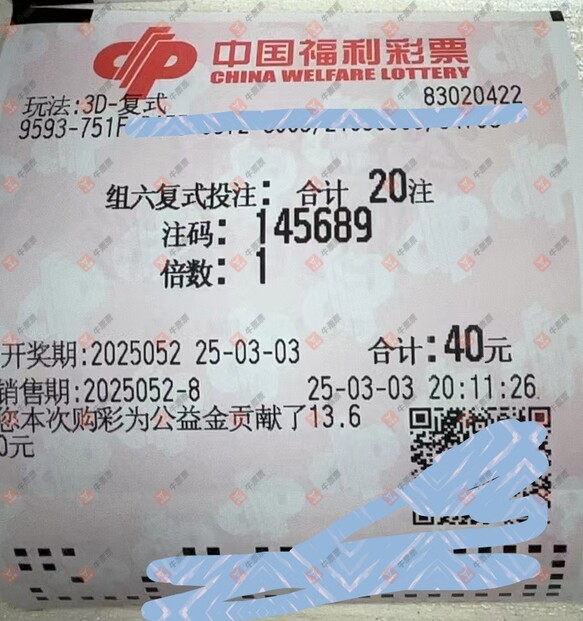 中国福利彩票
CHINA WELFARE LOTTERY
玩法:3D-复式 83020422
9593-751F
组六复式投注: 合计 20注
注码: 145689
倍数: 1
开奖期:2025052 25-03-03 合计:40元
销售期:2025052-8 25-03-03 20:11:26
您本次购彩为公益金贡献了13.6
0元